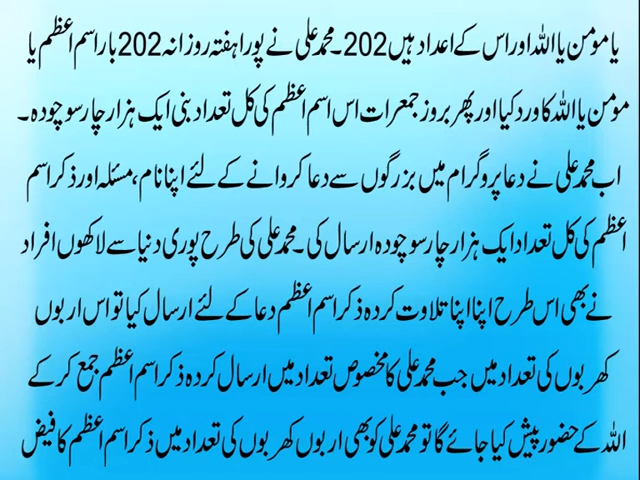 یا مومن یا اللہ اور اس کے اعداد ہیں 202۔ محمد علی نے پورا ہفتہ روزانہ 202 بار اسم اعظم یا
مومن یا اللہ کا ورد کیا اور پھر بروز جمعرات اس اسم اعظم کی کل تعداد بنی ایک ہزار چار سو چودہ۔
اب محمد علی نے دعا پروگرام میں بزرگوں سے دعا کروانے کے لئے اپنا نام، مسئلہ اور ذکر اسم
اعظم کی کل تعداد ایک ہزار چار سو چودہ ارسال کی۔ محمد علی کی طرح پوری دنیا سے لاکھوں افراد
نے بھی اس طرح اپنا اپنا تلاوت کردہ ذکر اسم اعظم دعا کے لئے ارسال کیا تو اس اربوں
کھربوں کی تعداد میں جب محمد علی کا مخصوص تعداد میں ارسال کردہ ذکر اسم اعظم جمع کر کے
اللہ کے حضور پیش کیا جائے گا تو محمد علی کو بھی اربوں کھربوں کی تعداد میں ذکر اسم اعظم کا فیض